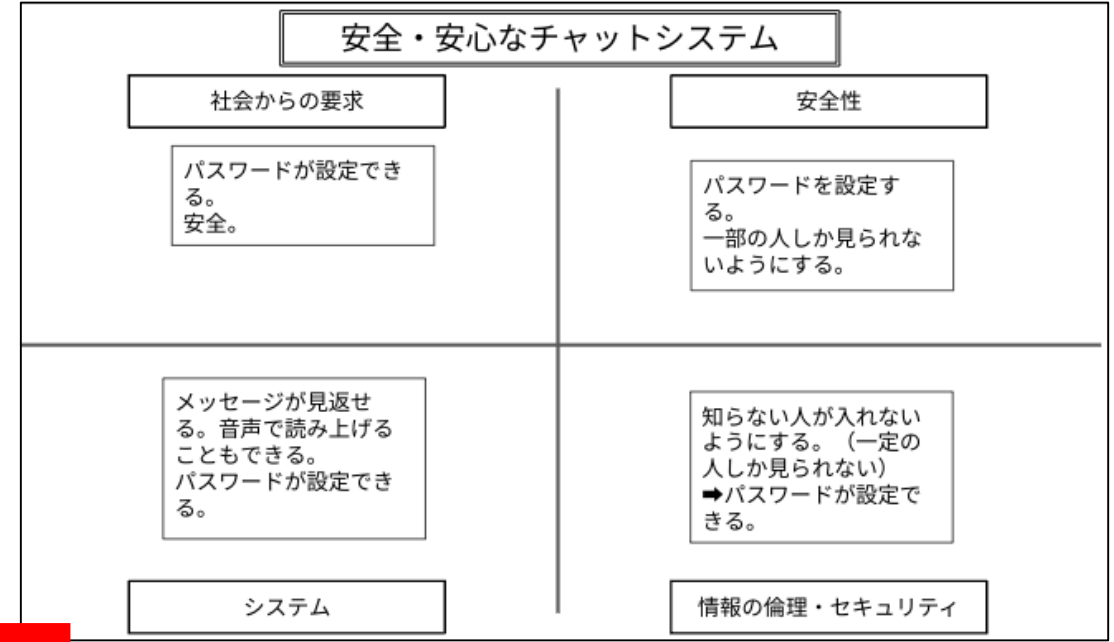 安全・安心なチャットシステム
社会からの要求
パスワードが設定でき
る。
安全。
安全性
パスワードを設定す
る。
一部の人しか見られな
いようにする。
メッセージが見返せ
る。音声で読み上げる
こともできる。
パスワードが設定でき
る。
システム
知らない人が入れない
ようにする。（一定の
人しか見られない）
➡パスワードが設定で
きる。
情報の倫理・セキュリティ